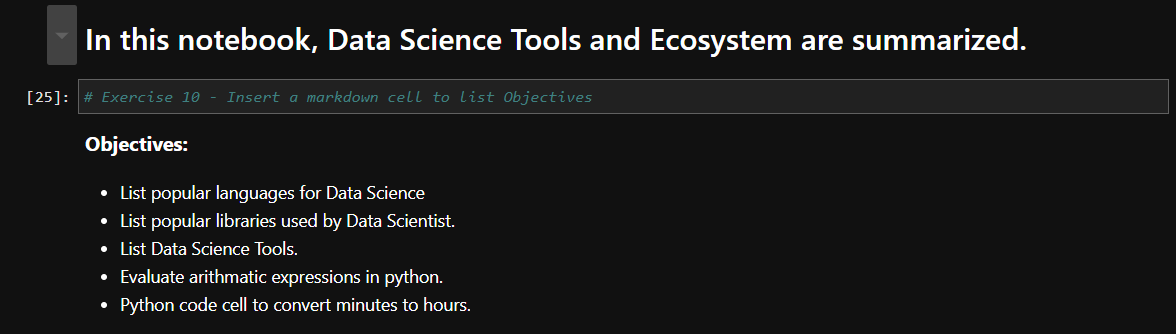 In this notebook, Data Science Tools and Ecosystem are summarized.
[25]: # Exercise 10 - Insert a markdown cell to list Objectives
Objectives:
• List popular languages for Data Science
• List popular libraries used by Data Scientist.
• List Data Science Tools.
• Evaluate arithmatic expressions in python.
• Python code cell to convert minutes to hours.